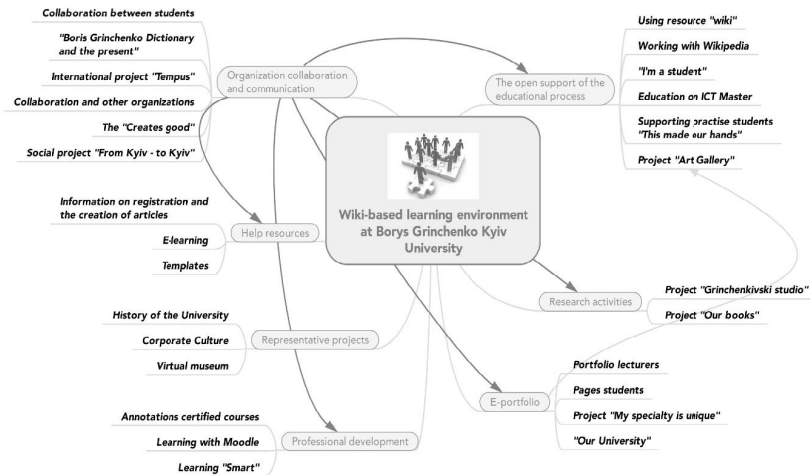 Collaboration between students
"Boris Grinchenko Dictionary
and the present"
International project "Tempus"
Collaboration and other organizations
The "Creates good"
Social project "From Kyiv - to Kyiv"
Organization collaboration
and communication
Information on registration and
the creation of articles
E-learning
Templates
Help resources
History of the University
Corporate Culture
Virtual museum
Representative projects
Annotations certified courses
Learning with Moodle
Learning "Smart"
Professional development
Wiki-based learning environment
at Borys Grinchenko Kyiv
University
The open support of the
educational process
Using resource "wiki"
Working with Wikipedia
"I'm a student"
Education on ICT Master
Supporting practise students
"This made our hands"
Project "Art Gallery"
Research activities
Project "Grinchenkivski studio"
Project "Our books"
E-portfolio
Portfolio lecturers
Pages students
Project "My specialty is unique"
"Our University"